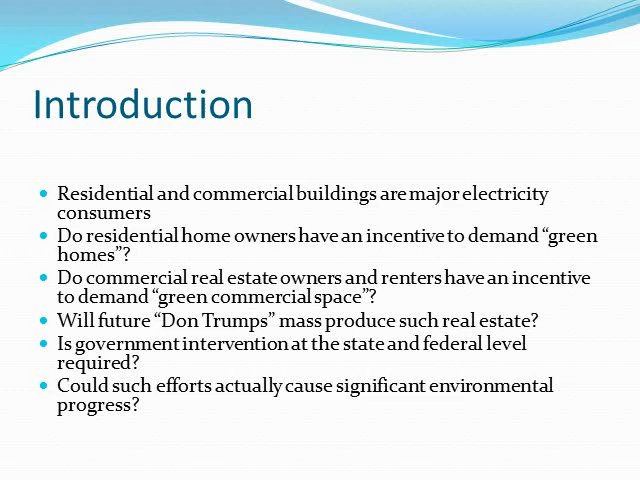 Introduction
• Residential and commercial buildings are major electricity
consumers
• Do residential home owners have an incentive to demand “green
homes”?
• Do commercial real estate owners and renters have an incentive
to demand “green commercial space”?
• Will future “Don Trumps” mass produce such real estate?
• Is government intervention at the state and federal level
required?
• Could such efforts actually cause significant environmental
progress?